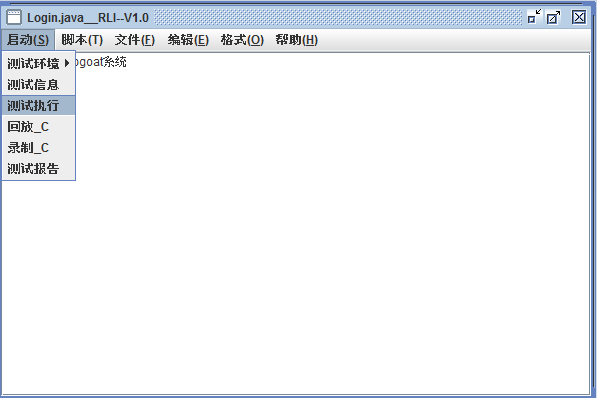 Login.java__RLI--V1.0
启动(S) 脚本(T) 文件(F) 编辑(E) 格式(O) 帮助(H)
测试环境
测试信息
测试执行
回放_C
录制_C
测试报告
ogoat系统